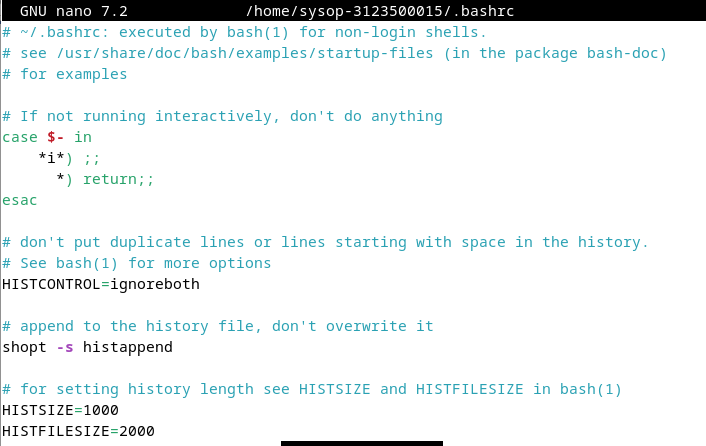 GNU nano 7.2 /home/sysop-3123500015/.bashrc
# ~/.bashrc: executed by bash(1) for non-login shells.
# see /usr/share/doc/bash/examples/startup-files (in the package bash-doc)
# for examples
# If not running interactively, don't do anything
case $- in
    *i*) ;;
      *) return;;
esac
# don't put duplicate lines or lines starting with space in the history.
# See bash(1) for more options
HISTCONTROL=ignoreboth
# append to the history file, don't overwrite it
shopt -s histappend
# for setting history length see HISTSIZE and HISTFILESIZE in bash(1)
HISTSIZE=1000
HISTFILESIZE=2000